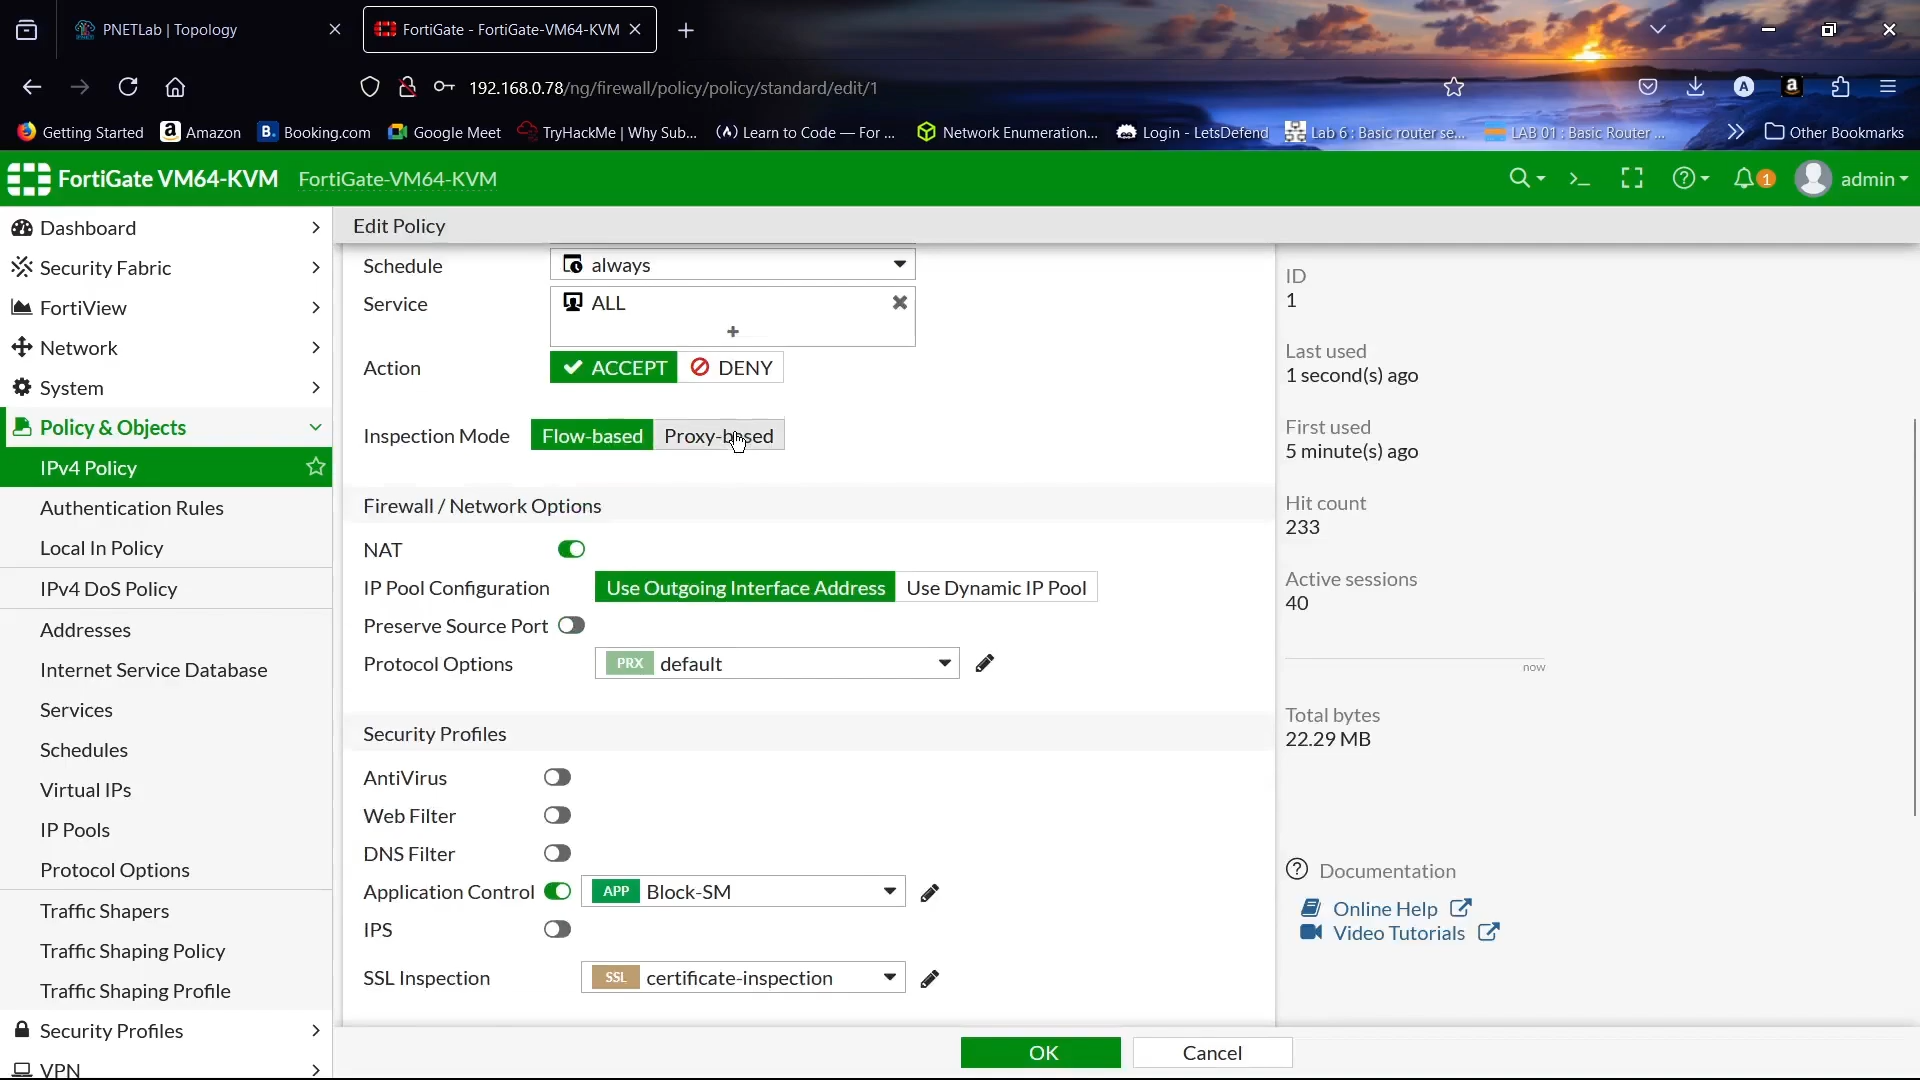 PNETLab | Topology
FortiGate - FortiGate-VM64-KVM
192.168.0.78/ng/firewall/policy/policy/standard/edit/1
A
a
Getting Started
a Amazon
B. Booking.com
Google Meet
TryHackMe | Why Sub...
(Λ) Learn to Code — For ...
Network Enumeration...
Login - LetsDefend
Lab 6 : Basic router se...
LAB 01 : Basic Router ...
Other Bookmarks
FortiGate VM64-KVM
FortiGate-VM64-KVM
>_
1
admin
Dashboard
Security Fabric
FortiView
Network
System
Policy & Objects
IPv4 Policy
Authentication Rules
Local In Policy
IPv4 DoS Policy
Addresses
Internet Service Database
Services
Schedules
Virtual IPs
IP Pools
Protocol Options
Traffic Shapers
Traffic Shaping Policy
Traffic Shaping Profile
Security Profiles
VPN
Edit Policy
Schedule
always
Service
ALL
Action
ACCEPT
DENY
Inspection Mode
Flow-based
Proxy-based
Firewall / Network Options
NAT
IP Pool Configuration
Use Outgoing Interface Address
Use Dynamic IP Pool
Preserve Source Port
Protocol Options
PRX default
Security Profiles
AntiVirus
Web Filter
DNS Filter
Application Control
APP Block-SM
IPS
SSL Inspection
SSL certificate-inspection
OK
Cancel
ID
1
Last used
1 second(s) ago
First used
5 minute(s) ago
Hit count
233
Active sessions
40
now
Total bytes
22.29 MB
Documentation
Online Help
Video Tutorials